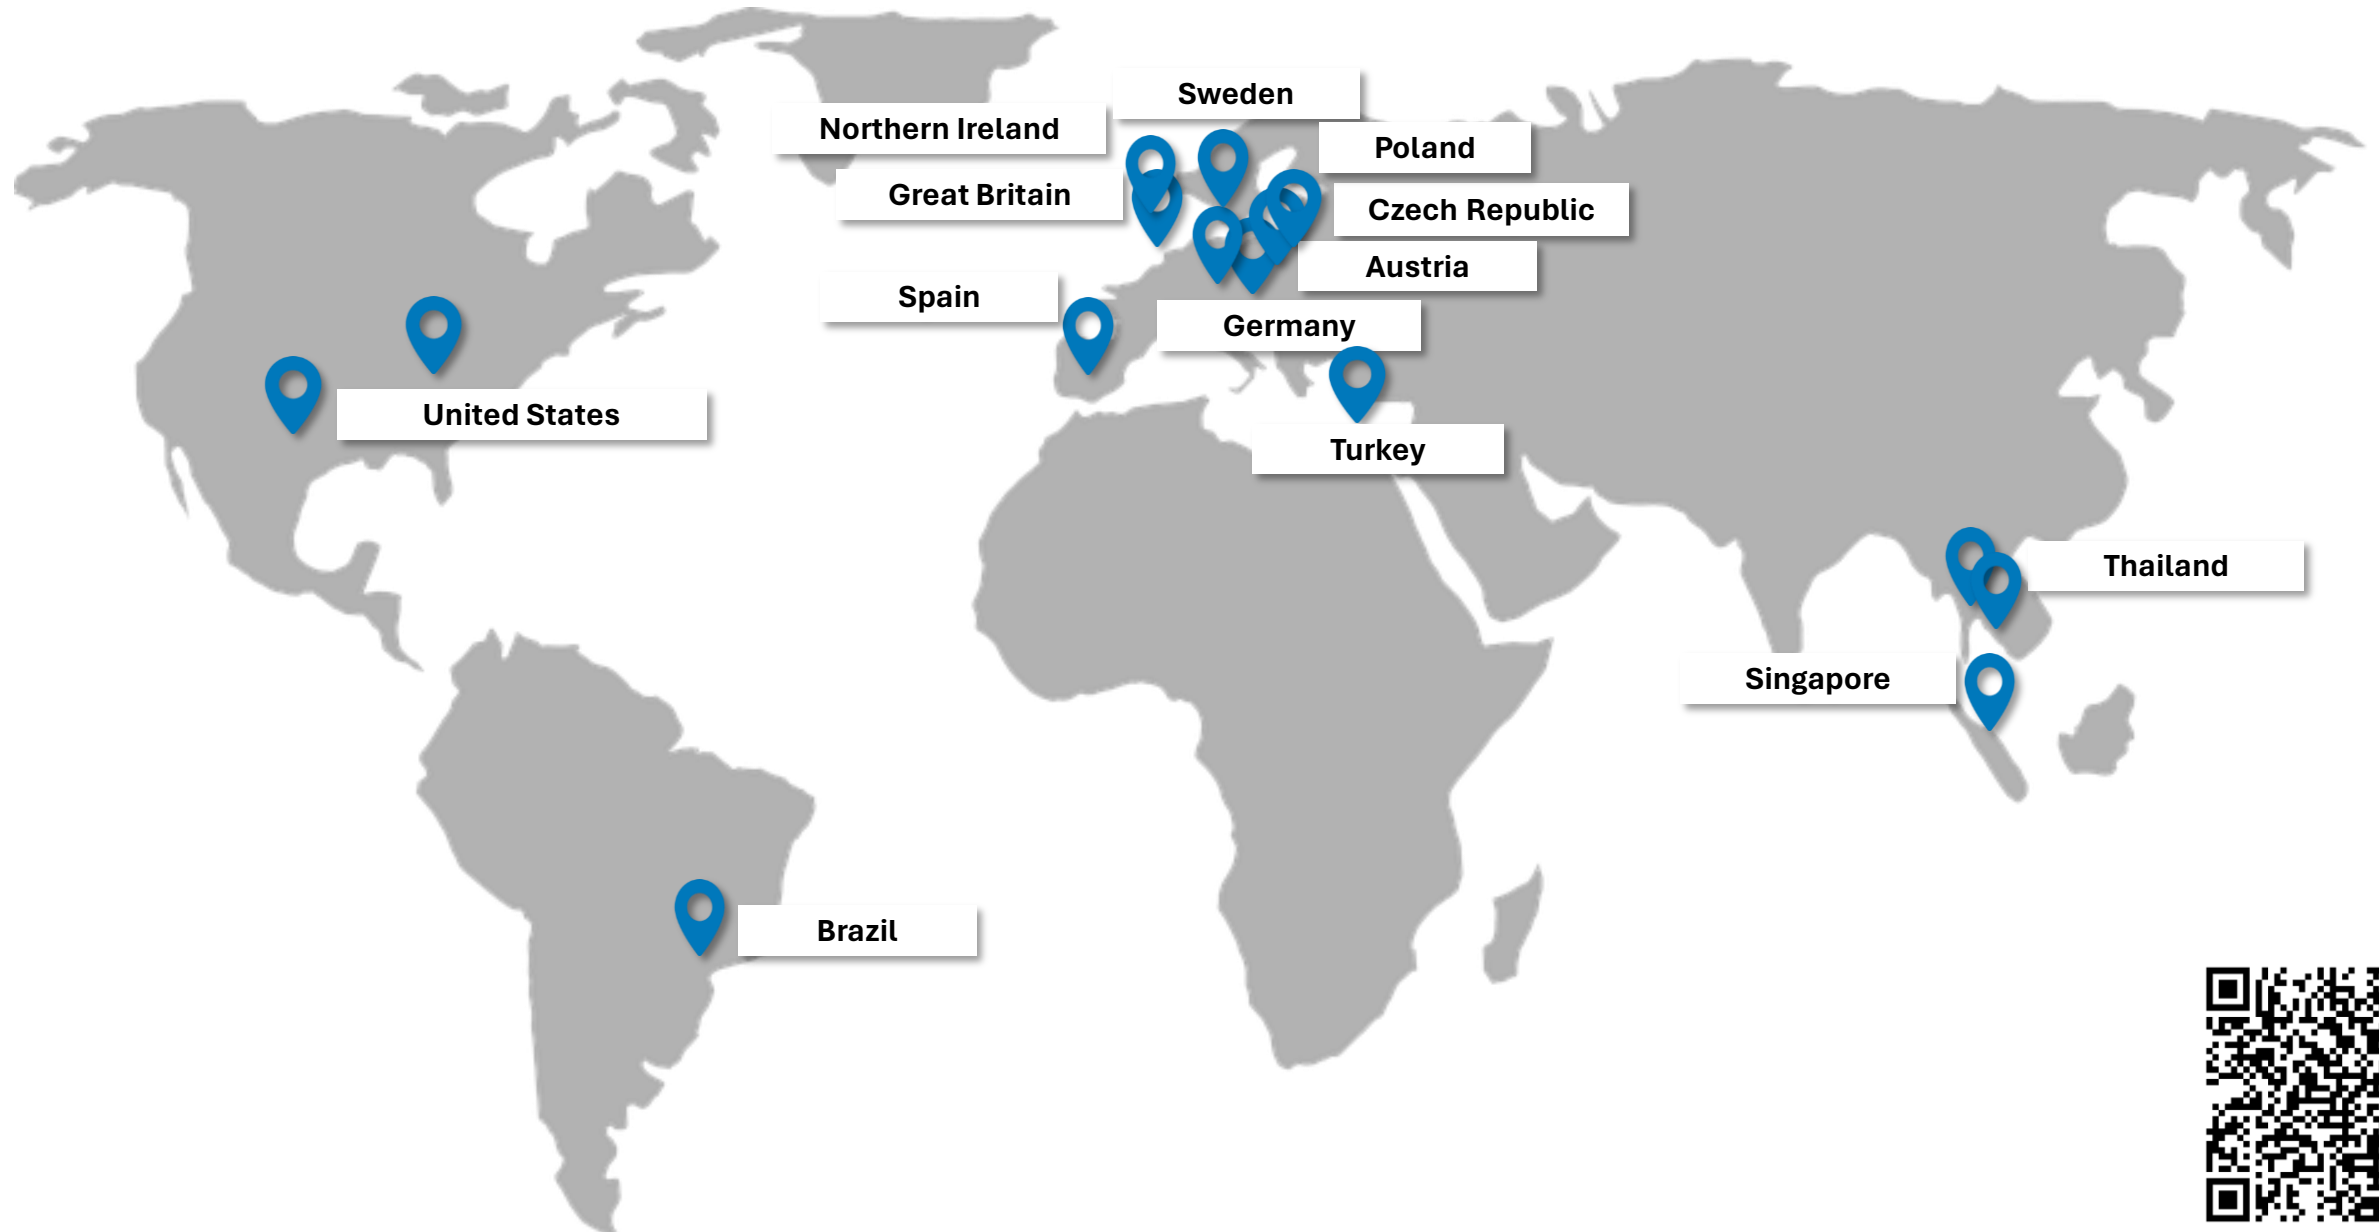 Sweden
Northern Ireland
Poland
Great Britain
Czech Republic
Austria
Spain
Germany
United States
Turkey
Thailand
Singapore
Brazil